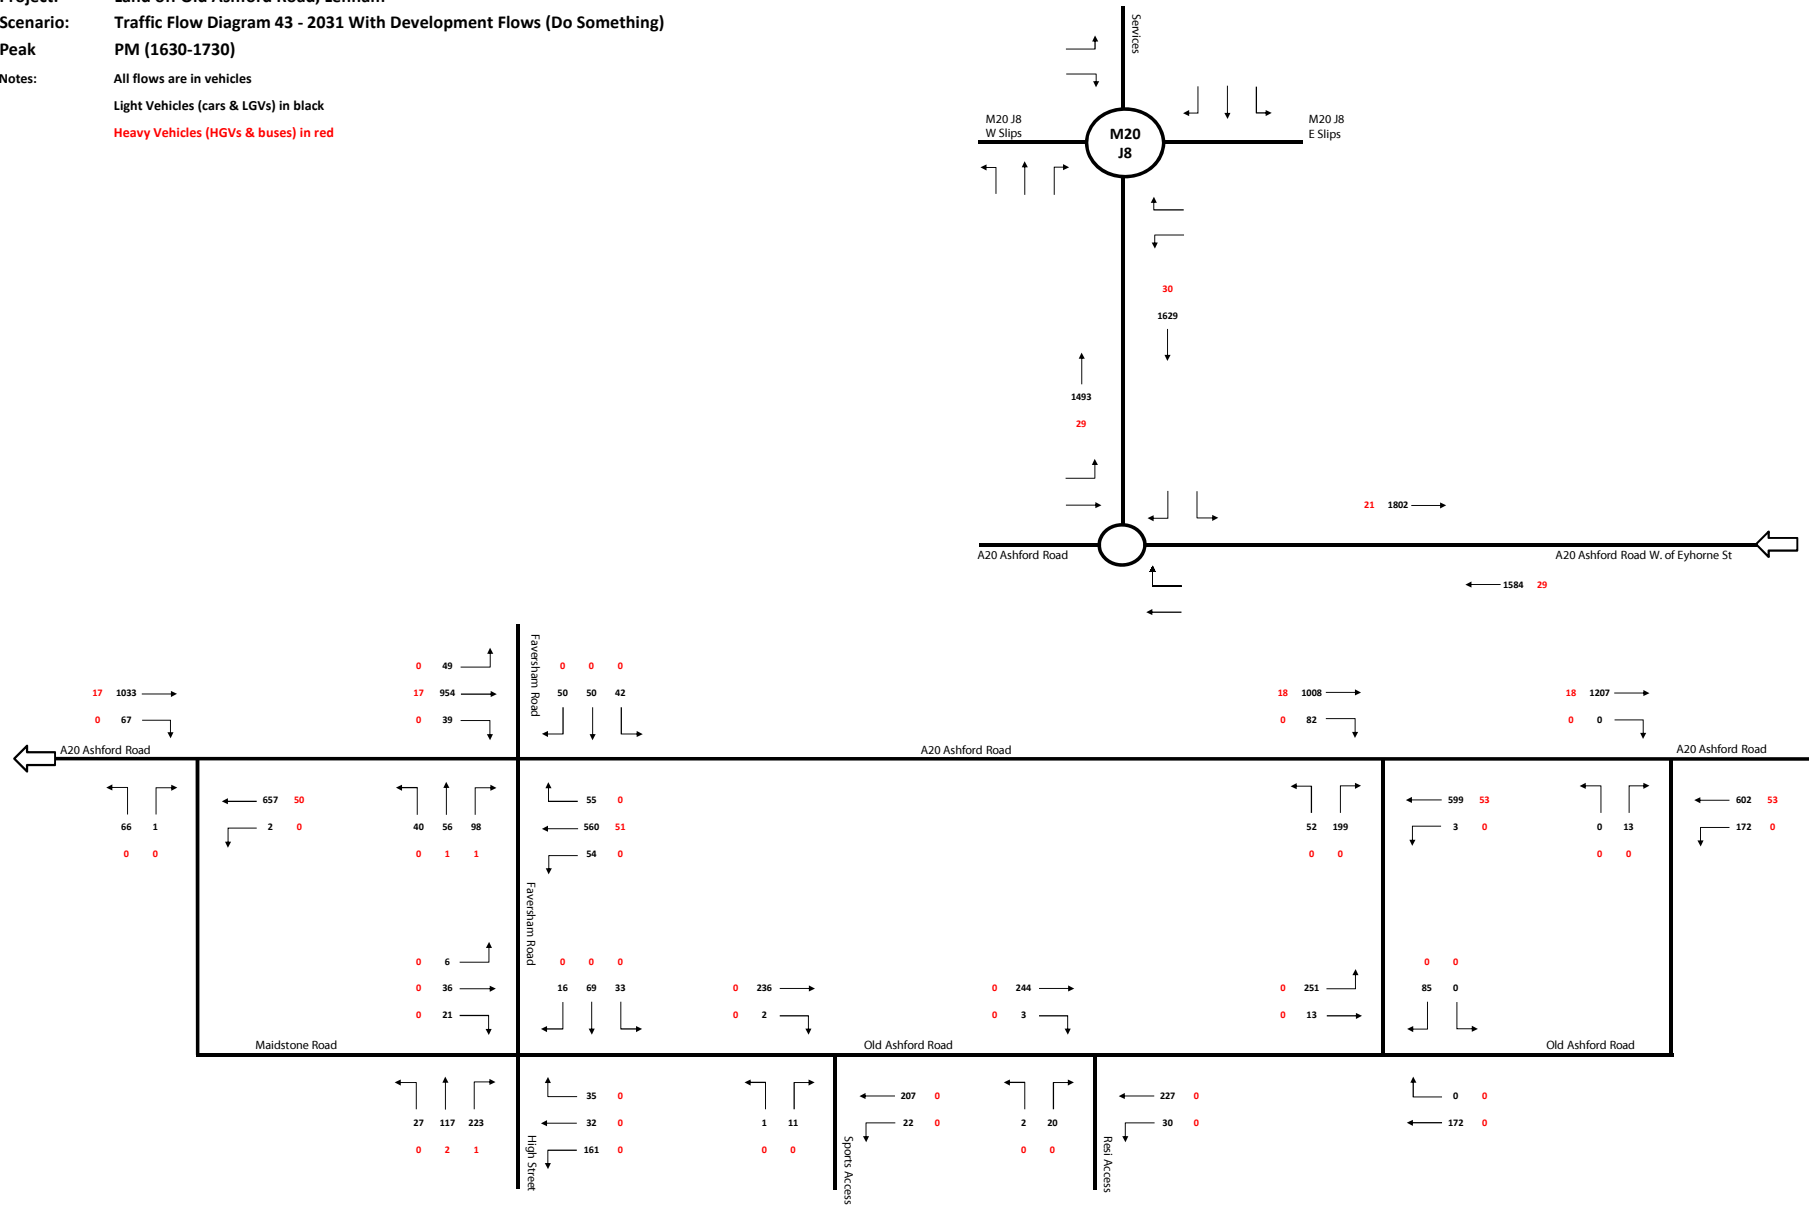 Project: Land off Old Ashford Road, Lenham
Scenario: Traffic Flow Diagram 43 - 2031 With Development Flows (Do Something)
Peak PM (1630-1730)
Notes: All flows are in vehicles
Light Vehicles (cars & LGVs) in black
Heavy Vehicles (HGVs & buses) in red
Services
M20 J8
W Slips
M20
J8
M20 J8
E Slips
30
1629
1493
29
21 1802
A20 Ashford Road
A20 Ashford Road W. of Eyhorne St
1584 29
Faversham Road
0 49
0 0 0
17 1033
17 954
50 50 42
18 1008
18 1207
0 67
0 39
0 82
0 0
A20 Ashford Road
A20 Ashford Road
A20 Ashford Road
657 50
55 0
599 53
602 53
66 1
2 0
40 56 98
560 51
52 199
3 0
0 13
172 0
0 0
0 1 1
54 0
0 0
0 0
Faversham Road
0 6
0 0 0
0 0
0 36
16 69 33
0 236
0 244
0 251
85 0
0 21
0 2
0 3
0 13
Maidstone Road
Old Ashford Road
Old Ashford Road
35 0
207 0
227 0
0 0
27 117 223
32 0
1 11
22 0
2 20
30 0
172 0
0 2 1
161 0
0 0
0 0
High Street
Sports Access
Resi Access